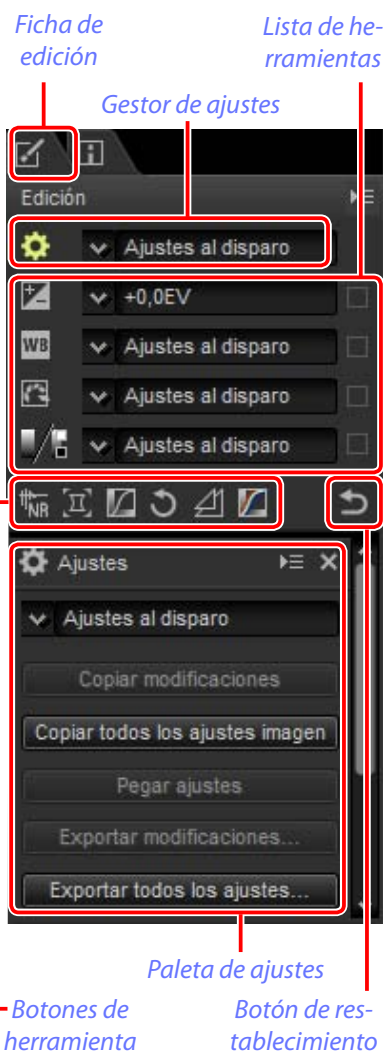 Ficha de
edición
Lista de he-
rramientas
Gestor de ajustes
Edición
Ajustes al disparo
+0,0EV
WB
Ajustes al disparo
Ajustes al disparo
Ajustes al disparo
NR
Ajustes
Ajustes al disparo
Copiar modificaciones
Copiar todos los ajustes imagen
Pegar ajustes
Exportar modificaciones...
Exportar todos los ajustes...
Paleta de ajustes
Botones de
herramienta
Botón de res-
tablecimiento